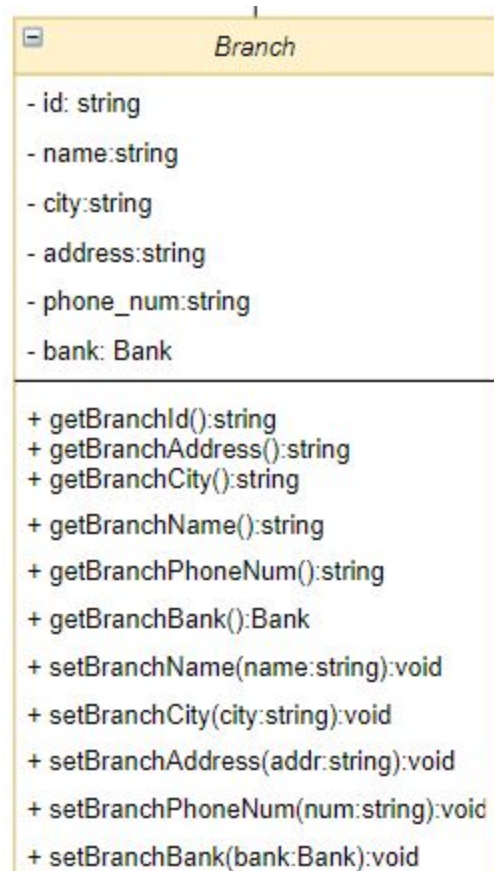 Branch
- id: string
- name:string
- city:string
- address:string
- phone_num:string
- bank: Bank
+ getBranchId():string
+ getBranchAddress():string
+ getBranchCity():string
+ getBranchName():string
+ getBranchPhoneNum():string
+ getBranchBank():Bank
+ setBranchName(name:string):void
+ setBranchCity(city:string):void
+ setBranchAddress(addr:string):void
+ setBranchPhoneNum(num:string):void
+ setBranchBank(bank:Bank):void